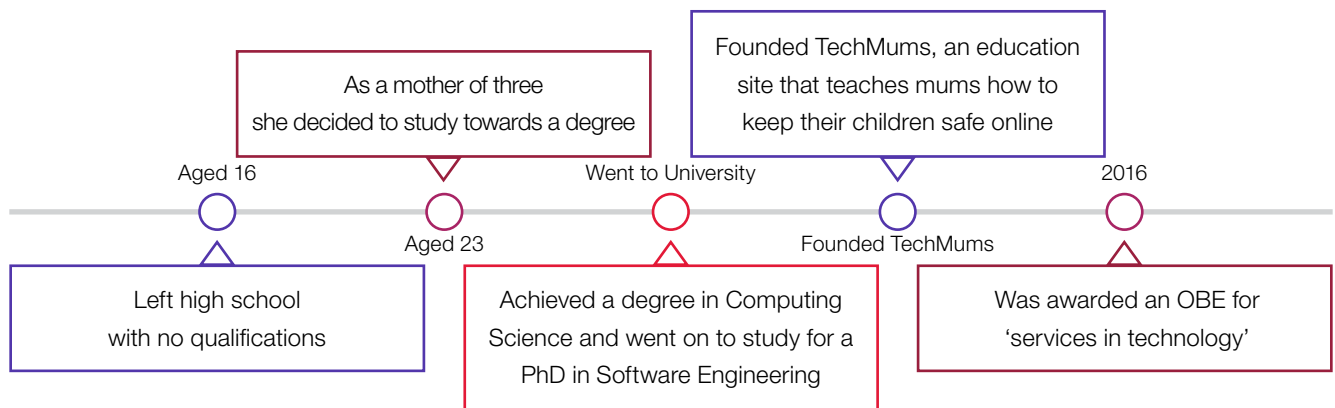 Aged 16
Left high school
with no qualifications
As a mother of three
she decided to study towards a degree
Aged 23
Went to University
Achieved a degree in Computing
Science and went on to study for a
PhD in Software Engineering
Founded TechMums, an education
site that teaches mums how to
keep their children safe online
Founded TechMums
2016
Was awarded an OBE for
‘services in technology’